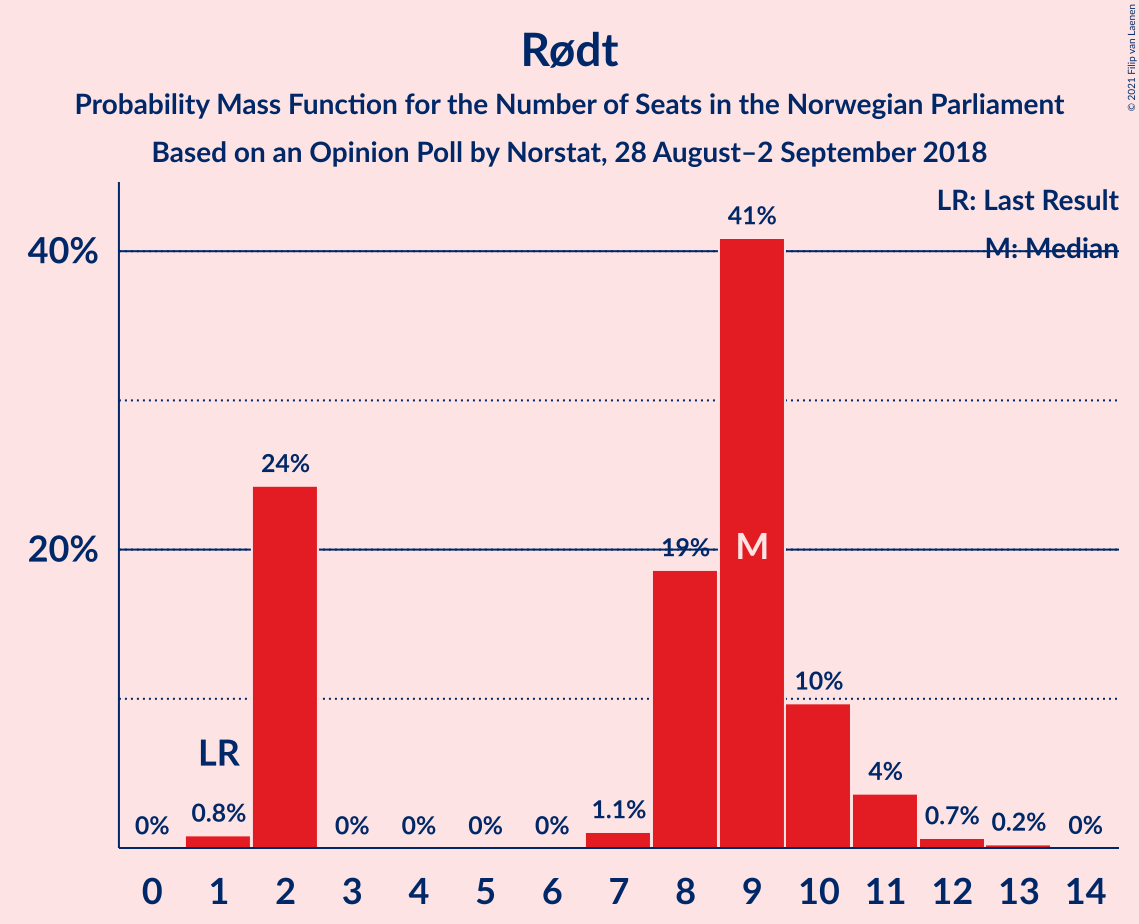 Rødt
Probability Mass Function for the Number of Seats in the Norwegian Parliament
Based on an Opinion Poll by Norstat, 28 August–2 September 2018
© 2021 Filip van Laenen
LR: Last Result
M: Median
40%
20%
0%
LR
0.8%
24%
0%
0%
0%
0%
1.1%
19%
41%
M
10%
4%
0.7%
0.2%
0%
0 1 2 3 4 5 6 7 8 9 10 11 12 13 14